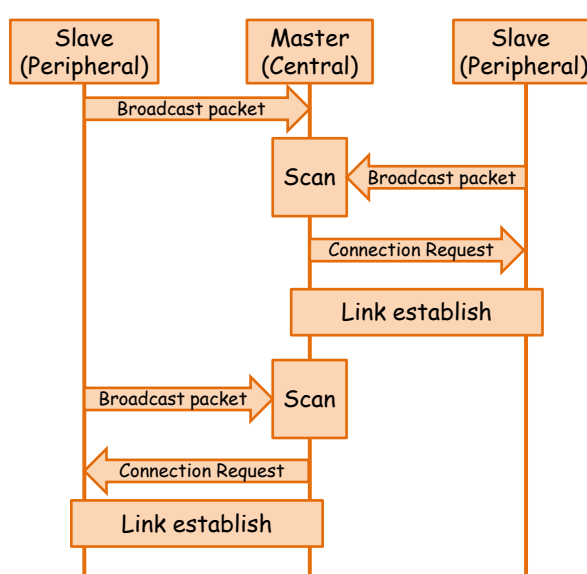 Slave
(Peripheral)
Master
(Central)
Slave
(Peripheral)
Broadcast packet
Scan
Broadcast packet
Connection Request
Link establish
Broadcast packet
Scan
Connection Request
Link establish